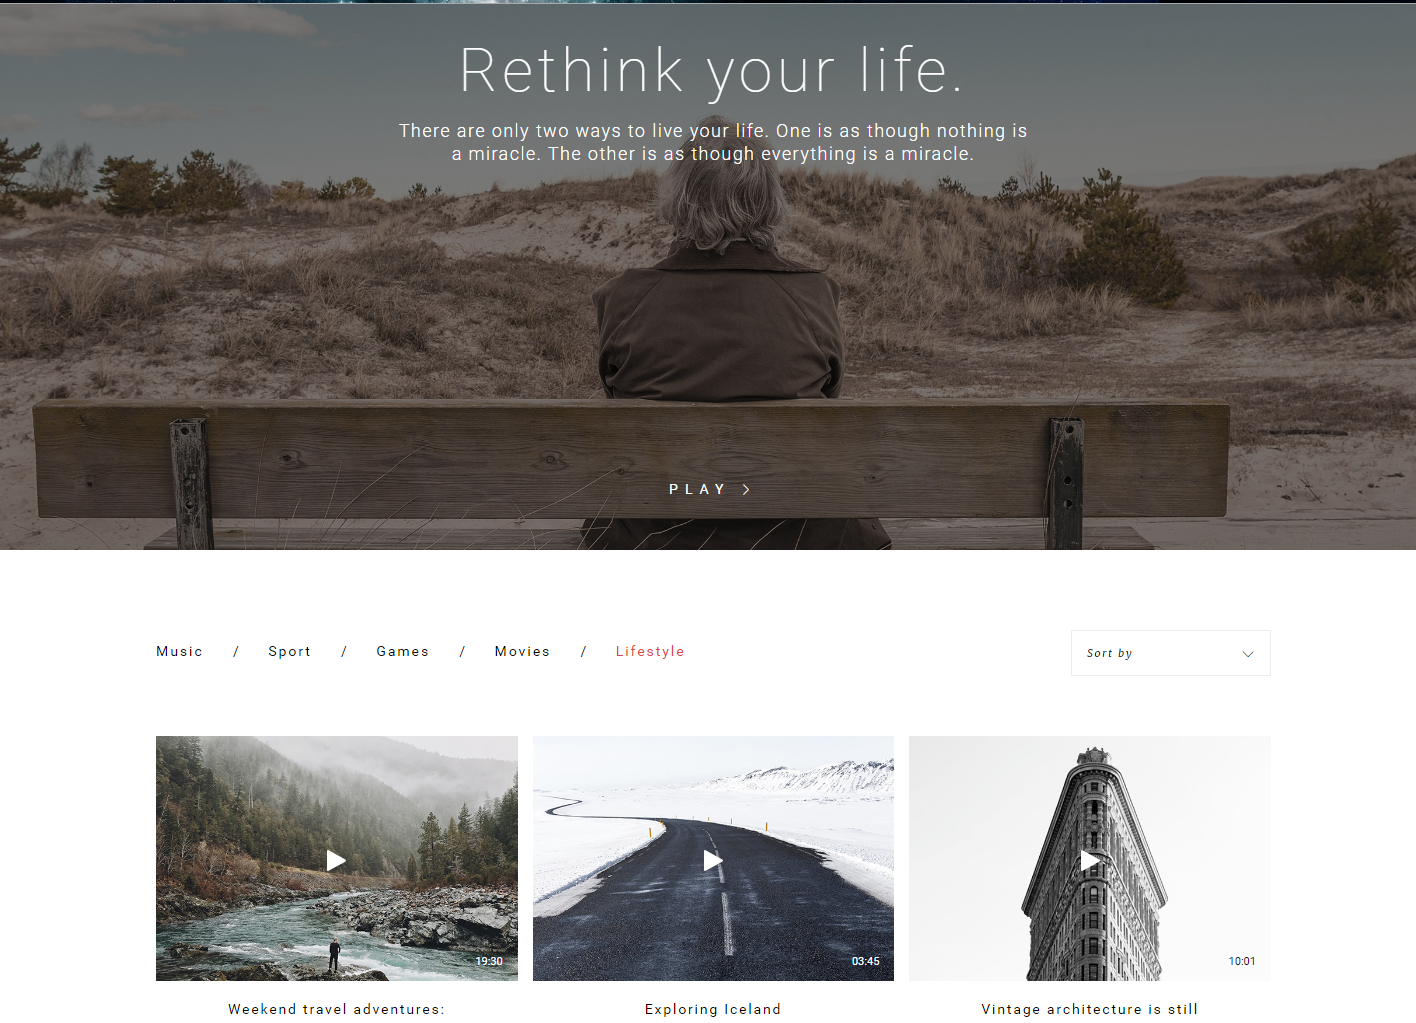 Rethink your life.
There are only two ways to live your life. One is as though nothing is
a miracle. The other is as though everything is a miracle.
PLAY
Music / Sport / Games / Movies / Lifestyle
Sort by
19:30
03:45
10:01
Weekend travel adventures:
Exploring Iceland
Vintage architecture is still